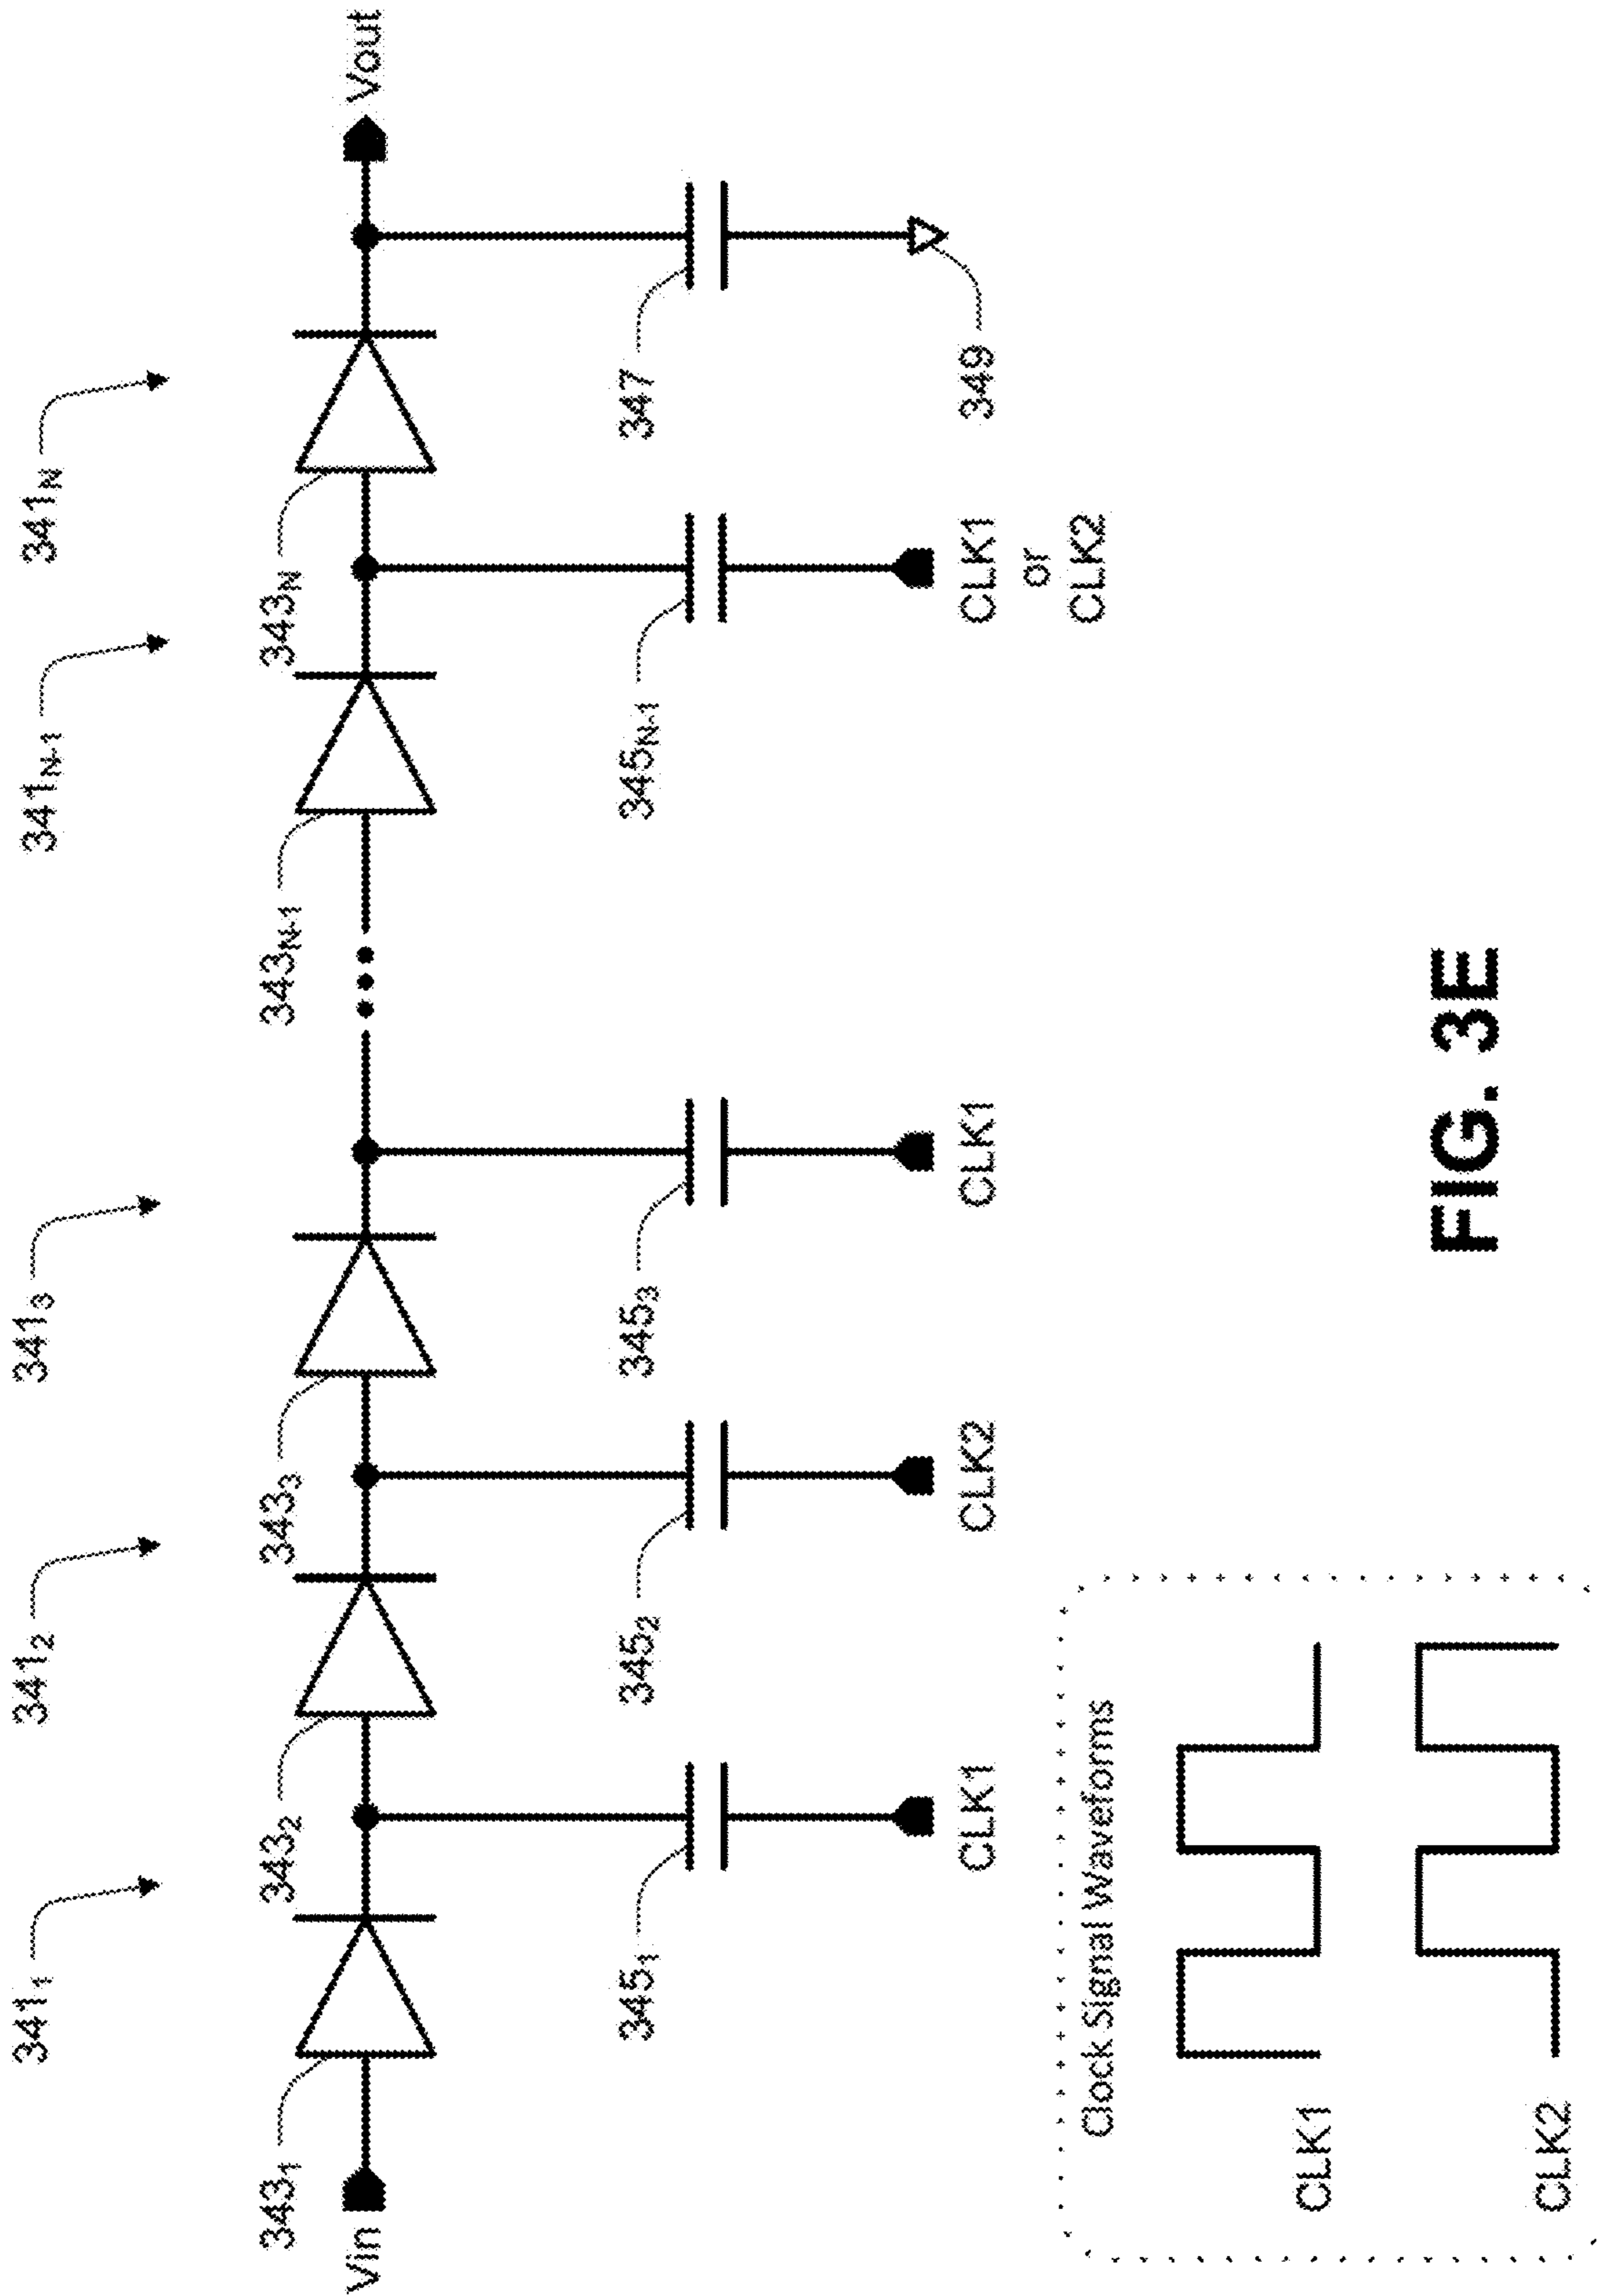 341₁
341₂
341₃
341N-1
341N
343₁
343₂
343₃
343N-1
343N
Vin
Vout
345₁
345₂
345₃
345N-1
347
CLK1
CLK2
CLK1
CLK1
or
CLK2
349
Clock Signal Waveforms
CLK1
CLK2
FIG. 3E